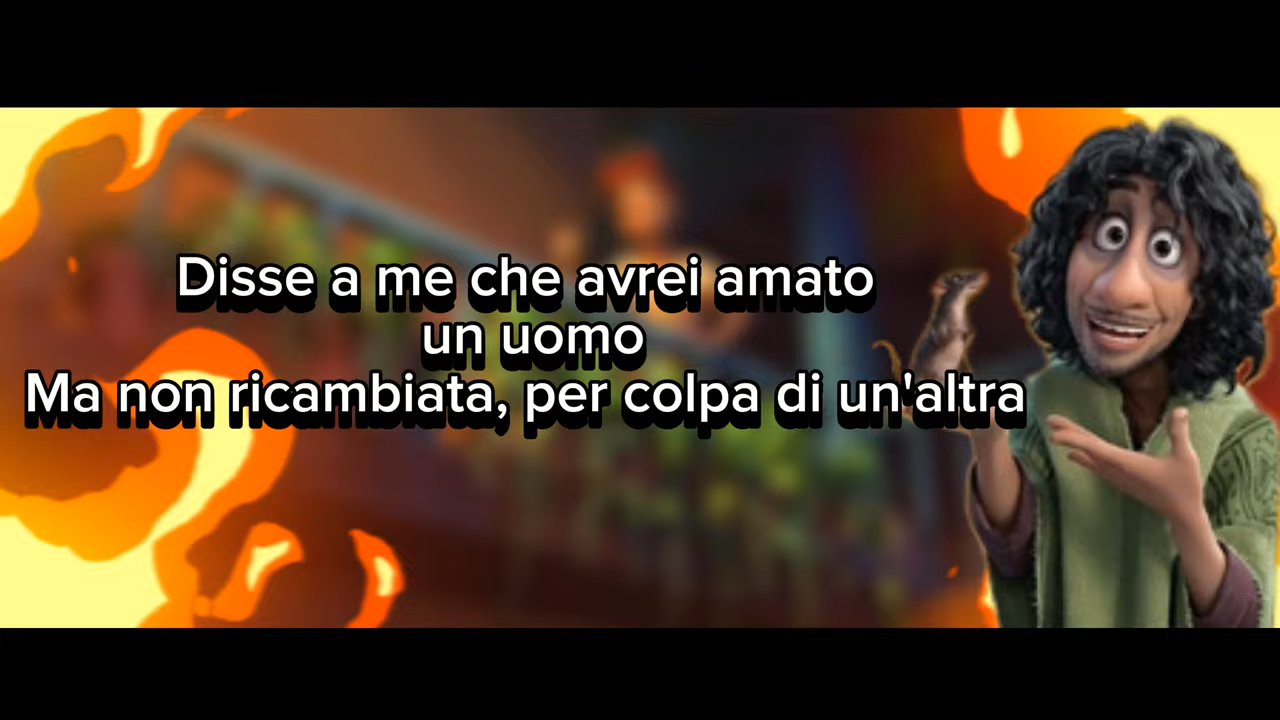 Disse a me che avrei amato
un uomo
Ma non ricambiata, per colpa di un'altra